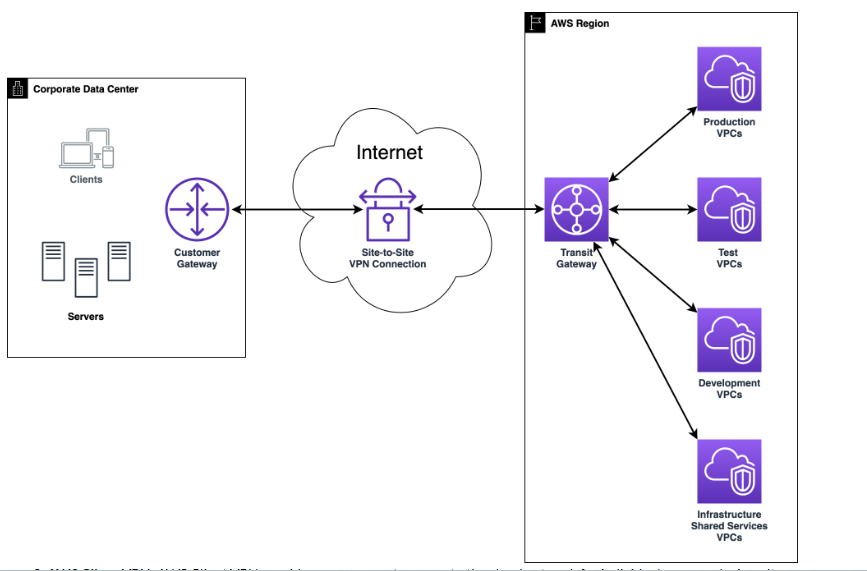 AWS Region
Corporate Data Center
Clients
Servers
Customer
Gateway
Internet
Site-to-Site
VPN Connection
Transit
Gateway
Production
VPCs
Test
VPCs
Development
VPCs
Infrastructure
Shared Services
VPCs